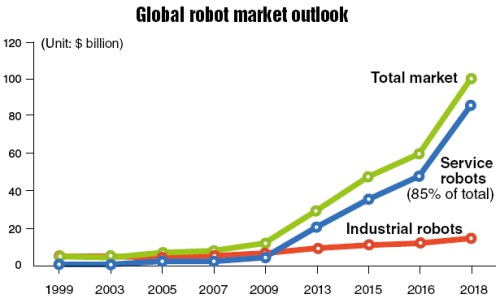 Global robot market outlook
120
(Unit: $ billion)
100
80
60
40
20
0
Total market
Service
robots
(85% of total)
Industrial robots
1999 2003 2005 2007 2009 2013 2015 2016 2018